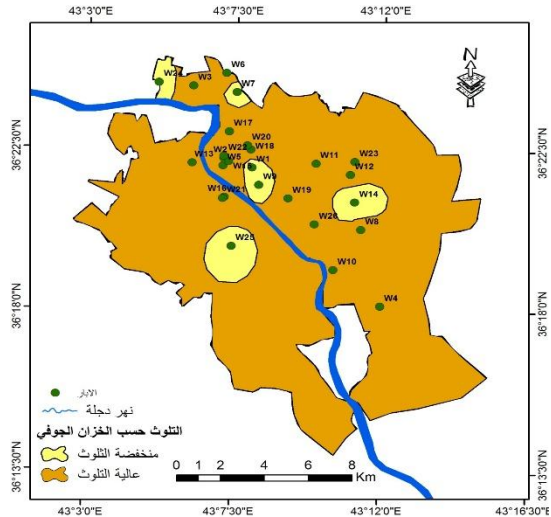 43°3'0"E 43°7'30"E 43°12'0"E
N
36°22'30"N 36°22'30"N
36°18'0"N 36°18'0"N
36°13'30"N 36°13'30"N
W6
W24 W3
W7
W17
W20
W2 W22 W18
W13 W5 W1
W15
W11 W23
W12
W9
W16 W21 W19
W14
W26 W8
W25
W10
W4
الابار
نهر دجلة
التلوث حسب الخزان الجوفي
منخفضة التلوث
عالية التلوث
0 1 2 4 6 8
Km
43°3'0"E 43°7'30"E 43°12'0"E 43°16'30"E